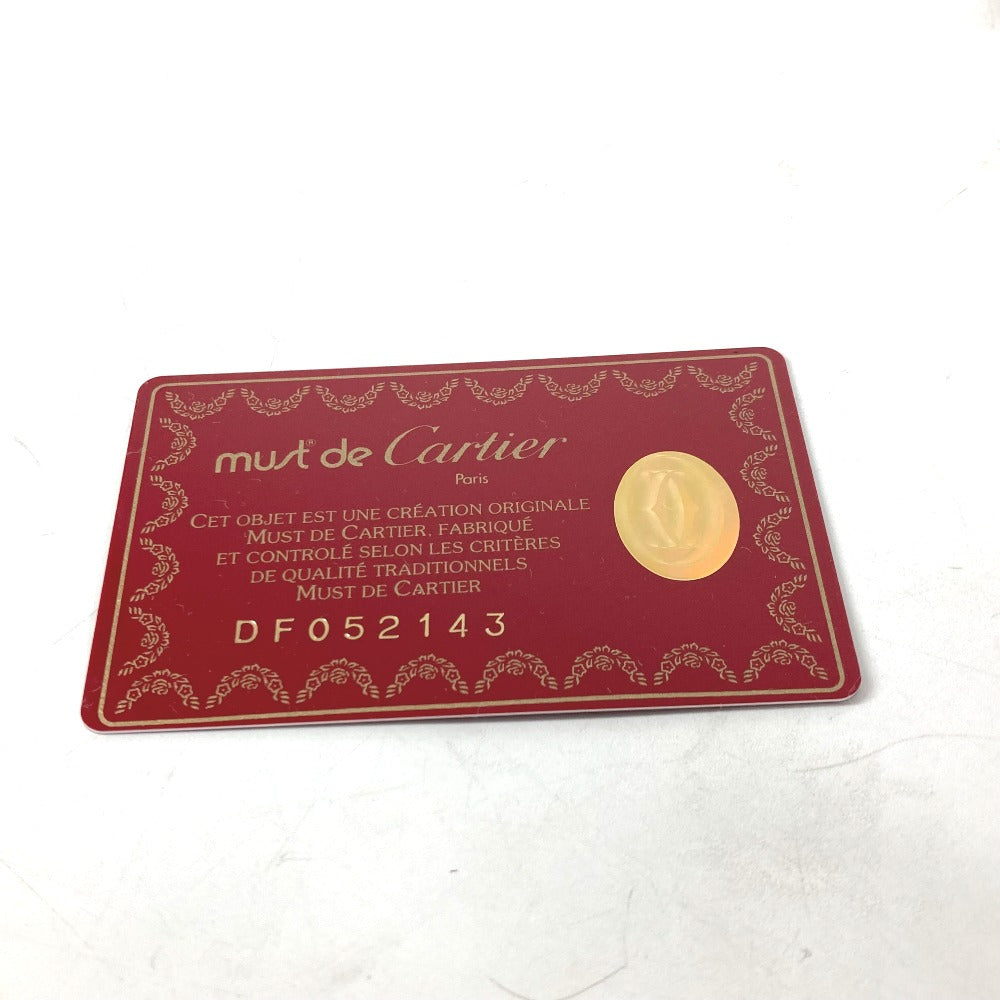 must® de Cartier
Paris
CET OBJET EST UNE CRÉATION ORIGINALE
MUST DE CARTIER, FABRIQUÉ
ET CONTROLÉ SELON LES CRITÈRES
DE QUALITÉ TRADITIONNELS
MUST DE CARTIER
DF052143